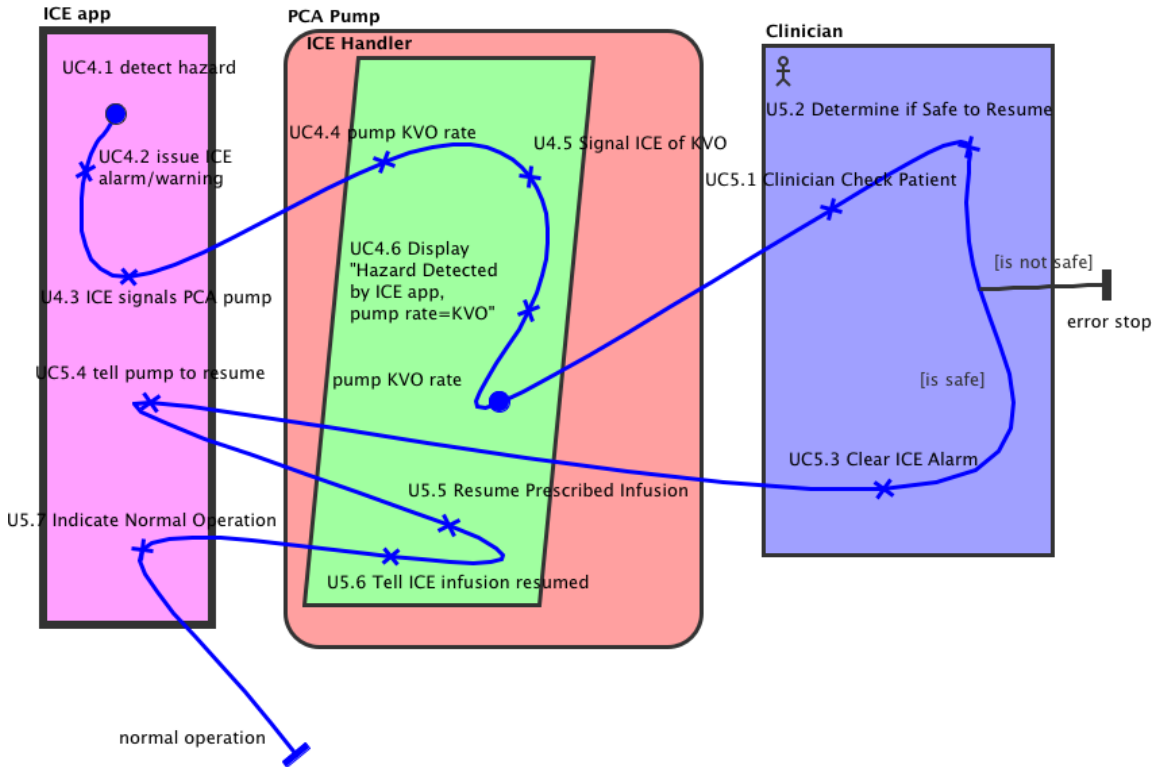 ICE app
PCA Pump
ICE Handler
Clinician
UC4.1 detect hazard
UC4.2 issue ICE
alarm/warning
U4.3 ICE signals PCA pump
UC4.4 pump KVO rate
U4.5 Signal ICE of KVO
UC4.6 Display
"Hazard Detected
by ICE app,
pump rate=KVO"
pump KVO rate
UC5.1 Clinician Check Patient
U5.2 Determine if Safe to Resume
[is not safe]
error stop
[is safe]
UC5.3 Clear ICE Alarm
UC5.4 tell pump to resume
U5.5 Resume Prescribed Infusion
U5.6 Tell ICE infusion resumed
U5.7 Indicate Normal Operation
normal operation